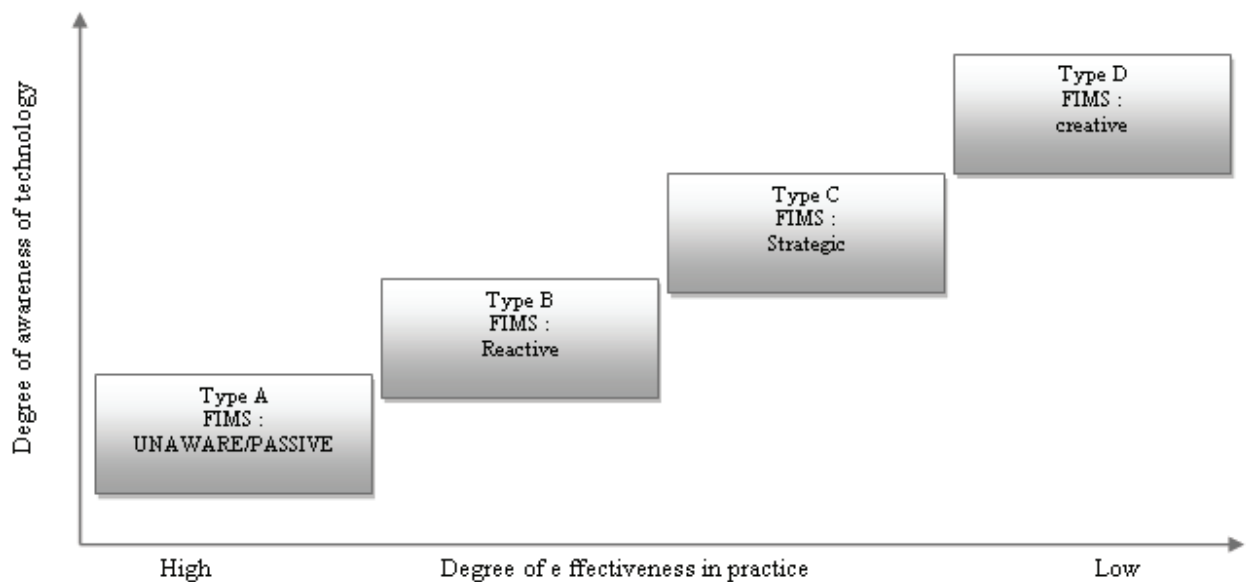 Degree of awareness of technology
Type D
FIMS :
creative
Type C
FIMS :
Strategic
Type B
FIMS :
Reactive
Type A
FIMS :
UNAWARE/PASSIVE
High
Degree of e ffectiveness in practice
Low